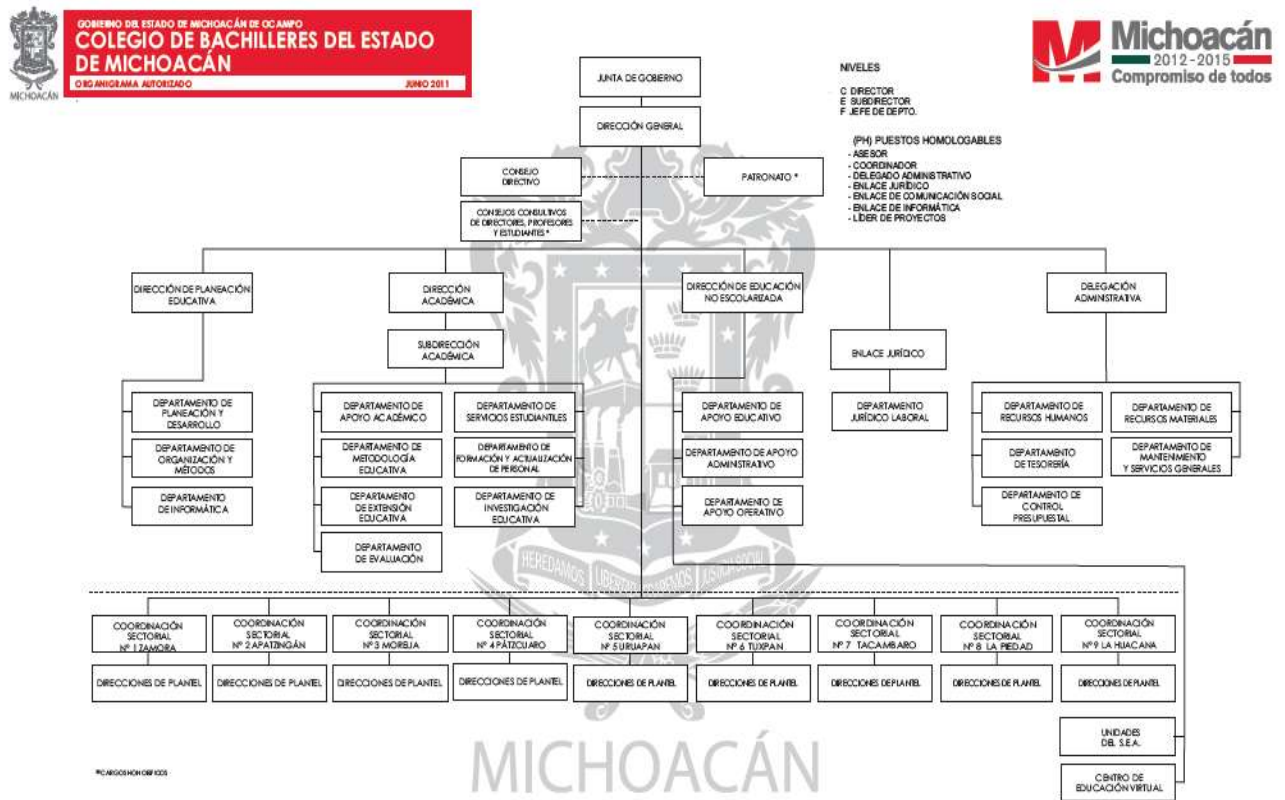 GOBIERNO DEL ESTADO DE MICHOACÁN DE OCAMPO
COLEGIO DE BACHILLERES DEL ESTADO
DE MICHOACÁN
ORGANIGRAMA AUTORIZADO JUNIO 2011
MICHOACÁN
Michoacán
2012-2015
Compromiso de todos
NIVELES
C DIRECTOR
E SUBDIRECTOR
F JEFE DE DEPTO.
(PH) PUESTOS HOMOLOGABLES
- ASESOR
- COORDINADOR
- DELEGADO ADMINISTRATIVO
- ENLACE JURÍDICO
- ENLACE DE COMUNICACIÓN SOCIAL
- ENLACE DE INFORMÁTICA
- LÍDER DE PROYECTOS
JUNTA DE GOBIERNO
DIRECCIÓN GENERAL
CONSEJO
DIRECTIVO
PATRONATO *
CONSEJOS CONSULTIVOS
DE DIRECTORES, PROFESORES
Y ESTUDIANTES *
DIRECCIÓN DE PLANEACIÓN
EDUCATIVA
DIRECCIÓN
ACADÉMICA
DIRECCIÓN DE EDUCACIÓN
NO ESCOLARIZADA
DELEGACIÓN
ADMINISTRATIVA
SUBDIRECCIÓN
ACADÉMICA
ENLACE JURÍDICO
DEPARTAMENTO DE
PLANEACIÓN Y
DESARROLLO
DEPARTAMENTO DE
ORGANIZACIÓN Y
MÉTODOS
DEPARTAMENTO
DE INFORMÁTICA
DEPARTAMENTO DE
APOYO ACADÉMICO
DEPARTAMENTO DE
METODOLOGÍA
EDUCATIVA
DEPARTAMENTO
DE EXTENSIÓN
EDUCATIVA
DEPARTAMENTO
DE EVALUACIÓN
DEPARTAMENTO DE
SERVICIOS ESTUDIANTILES
DEPARTAMENTO DE
FORMACIÓN Y ACTUALIZACIÓN
DE PERSONAL
DEPARTAMENTO DE
INVESTIGACIÓN
EDUCATIVA
DEPARTAMENTO DE
APOYO EDUCATIVO
DEPARTAMENTO DE APOYO
ADMINISTRATIVO
DEPARTAMENTO DE
APOYO OPERATIVO
DEPARTAMENTO
JURÍDICO LABORAL
DEPARTAMENTO DE
RECURSOS HUMANOS
DEPARTAMENTO
DE TESORERÍA
DEPARTAMENTO DE
CONTROL
PRESUPUESTAL
DEPARTAMENTO DE
RECURSOS MATERIALES
DEPARTAMENTO DE
MANTENIMIENTO
Y SERVICIOS GENERALES
HEREDAMOS LIBERTAD JUSTICIA SOCIAL
COORDINACIÓN
SECTORIAL
Nº 1 ZAMORA
COORDINACIÓN
SECTORIAL
Nº 2 APATZINGÁN
COORDINACIÓN
SECTORIAL
Nº 3 MORELIA
COORDINACIÓN
SECTORIAL
Nº 4 PÁTZCUARO
COORDINACIÓN
SECTORIAL
Nº 5 URUAPAN
COORDINACIÓN
SECTORIAL
Nº 6 TUXPAN
COORDINACIÓN
SECTORIAL
Nº 7 TACAMBARO
COORDINACIÓN
SECTORIAL
Nº 8 LA PIEDAD
COORDINACIÓN
SECTORIAL
Nº 9 LA HUACANA
DIRECCIONES DE PLANTEL
DIRECCIONES DE PLANTEL
DIRECCIONES DE PLANTEL
DIRECCIONES DE PLANTEL
DIRECCIONES DE PLANTEL
DIRECCIONES DE PLANTEL
DIRECCIONES DE PLANTEL
DIRECCIONES DE PLANTEL
DIRECCIONES DE PLANTEL
UNIDADES
DEL S.E.A.
CENTRO DE
EDUCACIÓN VIRTUAL
*CARGOS HONORIFICOS
MICHOACÁN